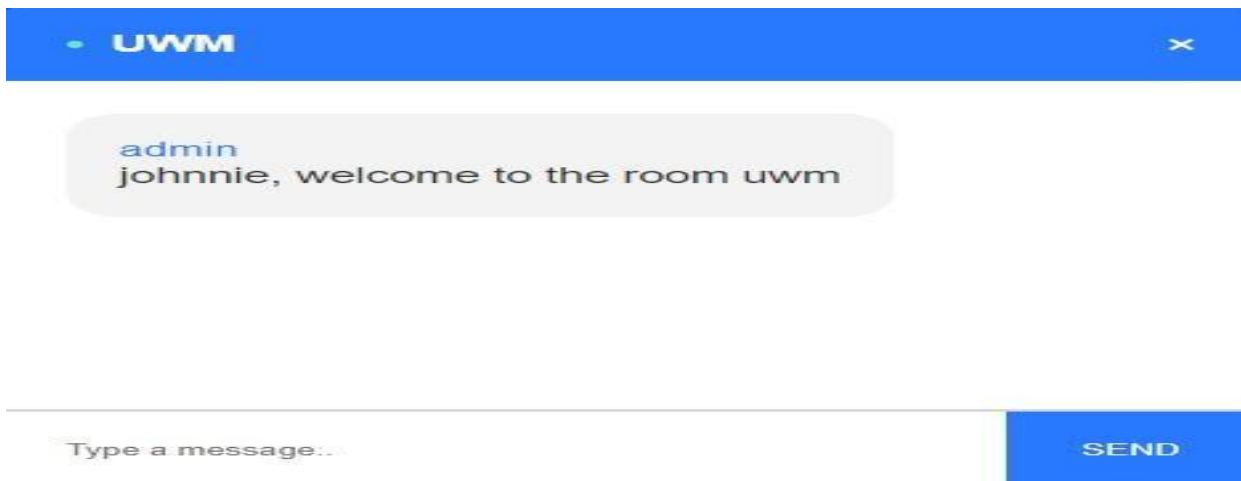 UWM
×
admin
johnnie, welcome to the room uwm
Type a message..
SEND